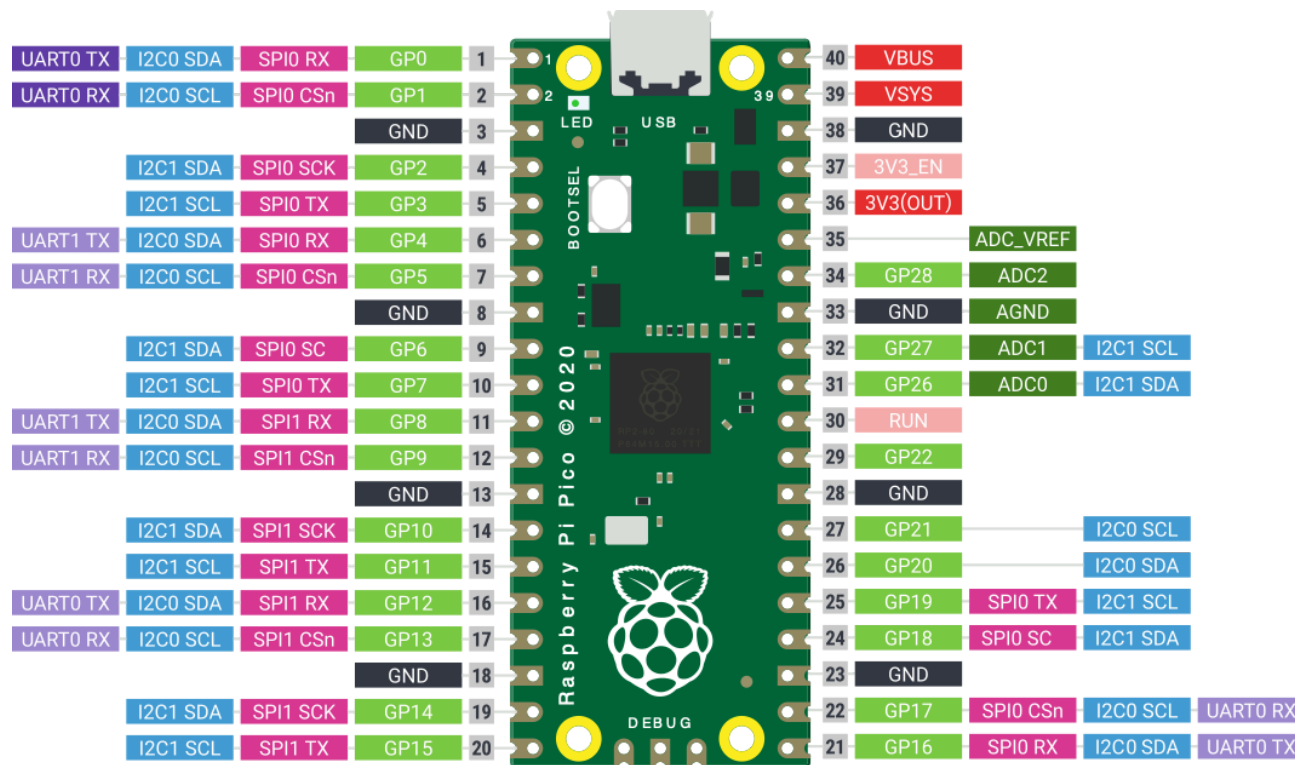 UART0 TX I2C0 SDA SPI0 RX GP0 1 1 40 VBUS
UART0 RX I2C0 SCL SPI0 CSn GP1 2 2 39 39 VSYS
LED USB
GND 3 38 GND
I2C1 SDA SPI0 SCK GP2 4 37 3V3_EN
I2C1 SCL SPI0 TX GP3 5 36 3V3(OUT)
BOOTSEL
UART1 TX I2C0 SDA SPI0 RX GP4 6 35 ADC_VREF
UART1 RX I2C0 SCL SPI0 CSn GP5 7 34 GP28 ADC2
GND 8 33 GND AGND
I2C1 SDA SPI0 SC GP6 9 32 GP27 ADC1 I2C1 SCL
I2C1 SCL SPI0 TX GP7 10 31 GP26 ADC0 I2C1 SDA
UART1 TX I2C0 SDA SPI1 RX GP8 11 30 RUN
UART1 RX I2C0 SCL SPI1 CSn GP9 12 29 GP22
GND 13 28 GND
Raspberry Pi Pico ©2020
I2C1 SDA SPI1 SCK GP10 14 27 GP21 I2C0 SCL
I2C1 SCL SPI1 TX GP11 15 26 GP20 I2C0 SDA
UART0 TX I2C0 SDA SPI1 RX GP12 16 25 GP19 SPI0 TX I2C1 SCL
UART0 RX I2C0 SCL SPI1 CSn GP13 17 24 GP18 SPI0 SC I2C1 SDA
GND 18 23 GND
I2C1 SDA SPI1 SCK GP14 19 22 GP17 SPI0 CSn I2C0 SCL UART0 RX
DEBUG
I2C1 SCL SPI1 TX GP15 20 21 GP16 SPI0 RX I2C0 SDA UART0 TX